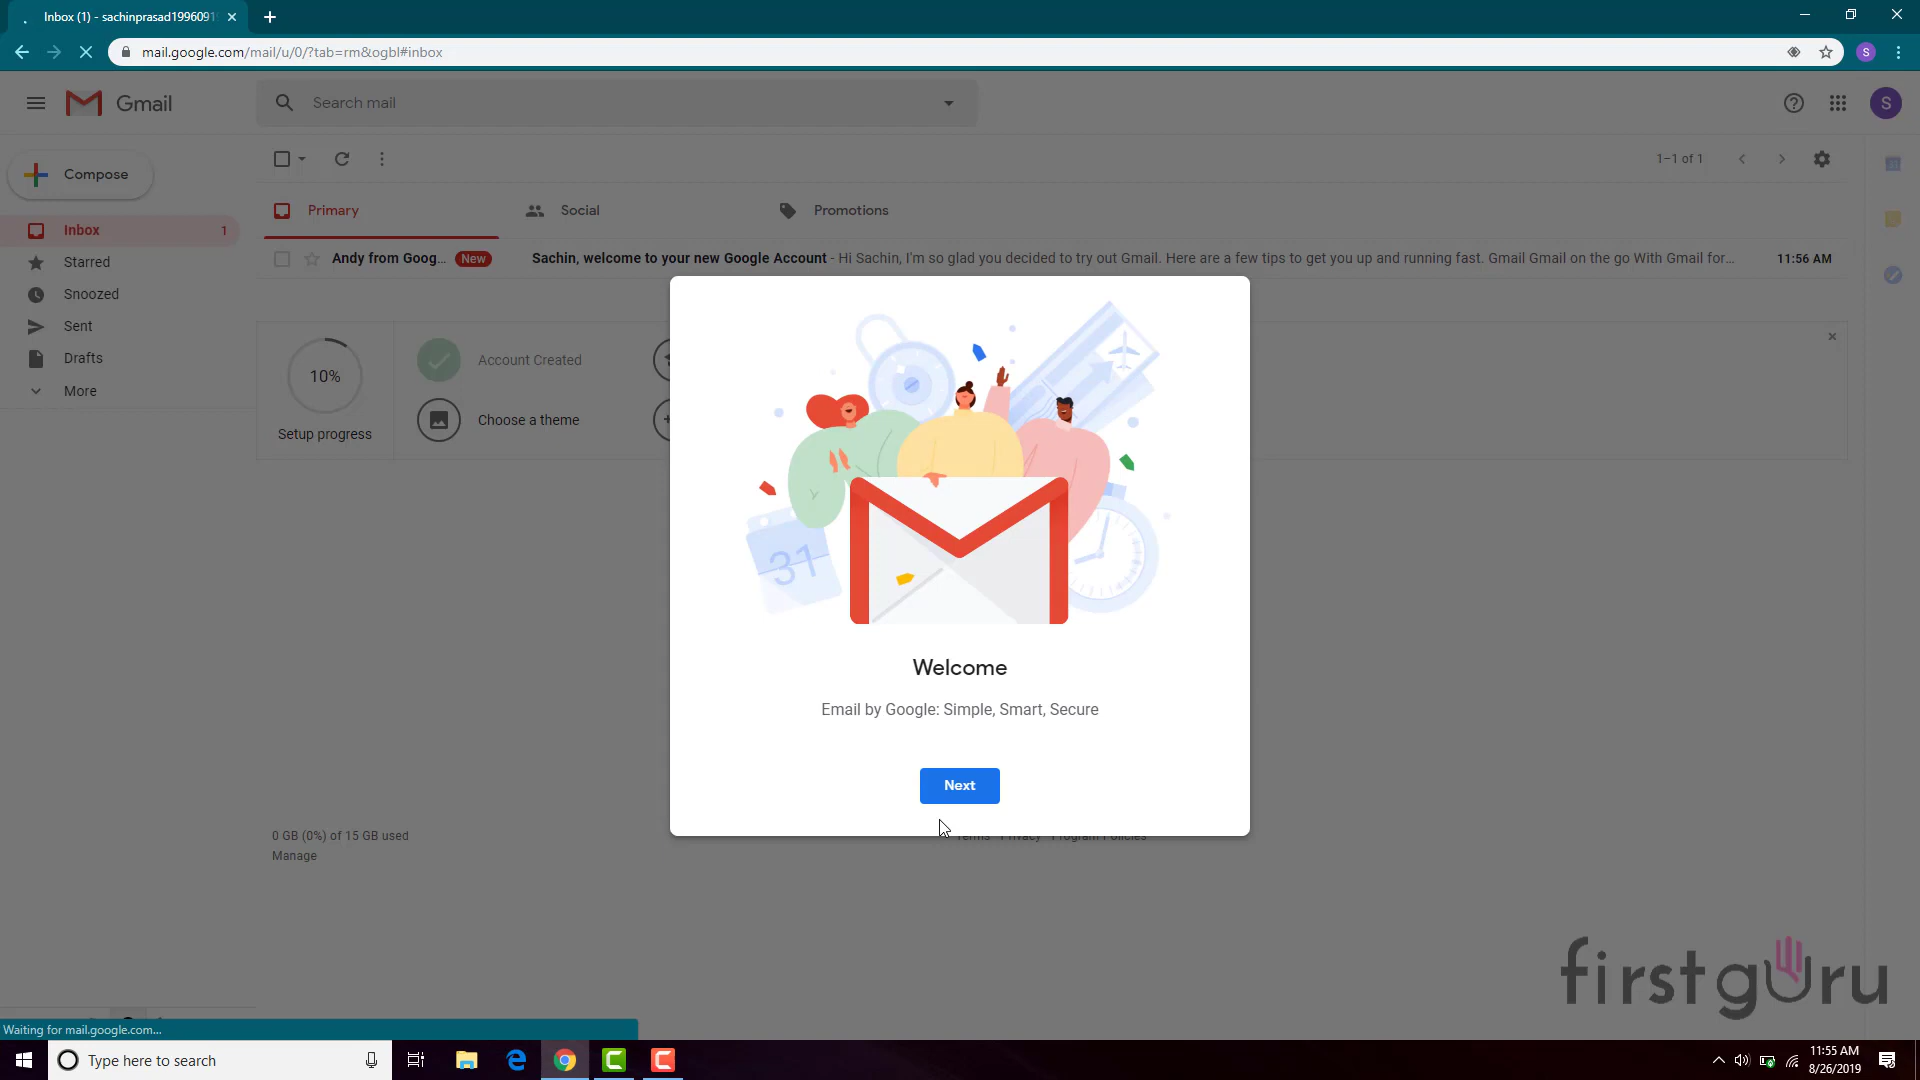 Inbox (1) - sachinprasad1996091
mail.google.com/mail/u/0/?tab=rm&ogbl#inbox
S
Gmail
Search mail
S
Compose
1–1 of 1
Primary
Social
Promotions
Inbox
1
Andy from Goog...
New
Sachin, welcome to your new Google Account - Hi Sachin, I'm so glad you decided to try out Gmail. Here are a few tips to get you up and running fast. Gmail Gmail on the go With Gmail for...
11:56 AM
Starred
Snoozed
Sent
Drafts
More
10%
Setup progress
Account Created
Choose a theme
31
Welcome
Email by Google: Simple, Smart, Secure
Next
0 GB (0%) of 15 GB used
Manage
Terms Privacy Program Policies
firstguru
Waiting for mail.google.com...
Type here to search
11:55 AM
8/26/2019